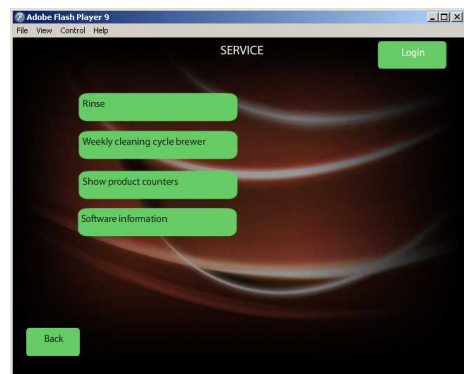 Adobe Flash Player 9
File View Control Help
SERVICE
Login
Rinse
Weekly cleaning cycle brewer
Show product counters
Software information
Back